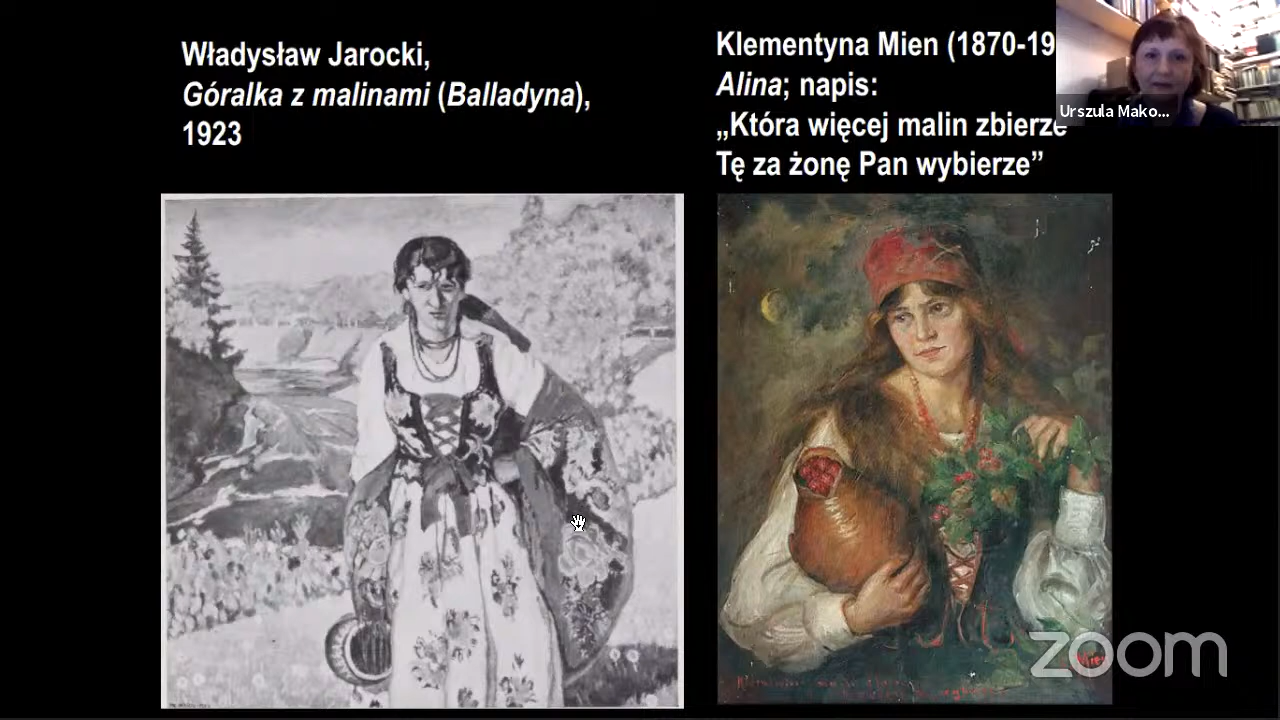 Władysław Jarocki,
Góralka z malinami (Balladyna),
1923
Klementyna Mien (1870-19
Alina; napis:
„Która więcej malin zbierze
Tę za żonę Pan wybierze”
Urszula Mako...
zoom